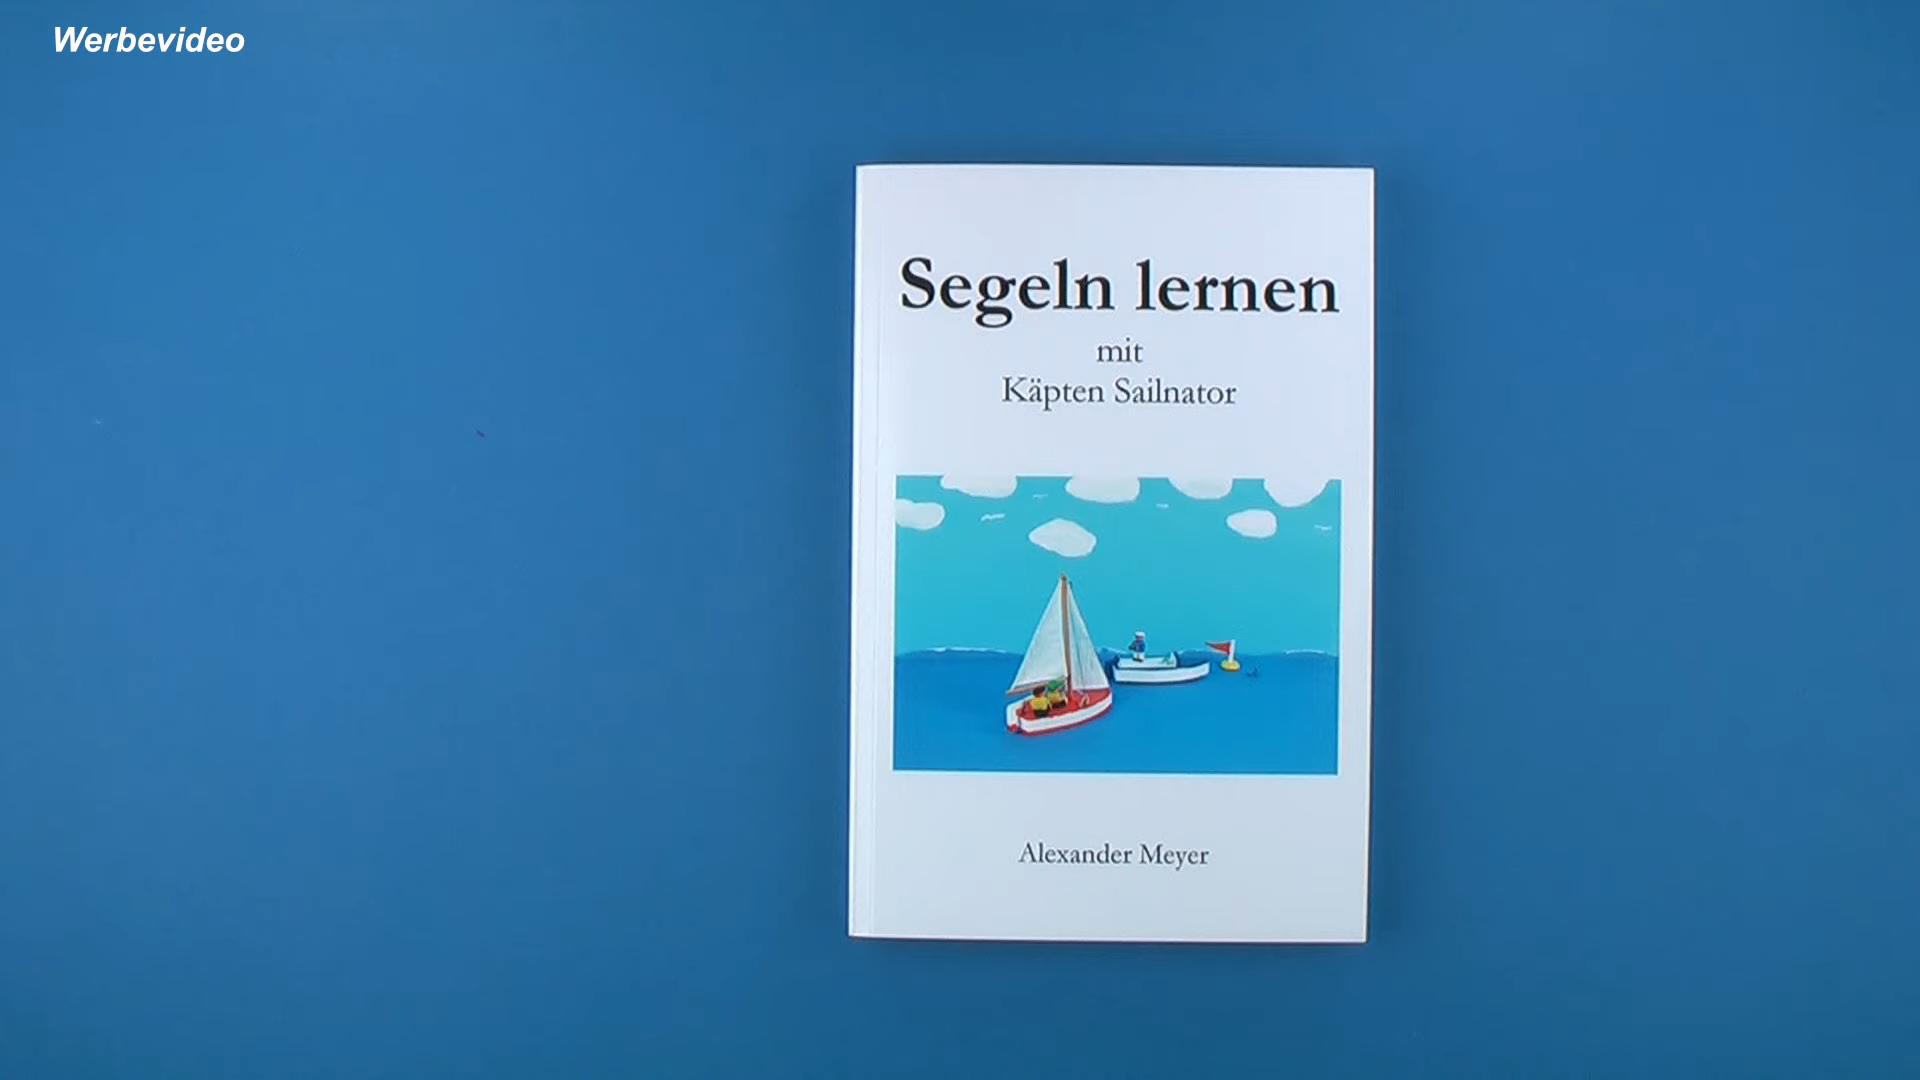 Werbevideo
Segeln lernen
mit
Käpten Sailnator
Alexander Meyer